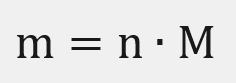 m = n · M